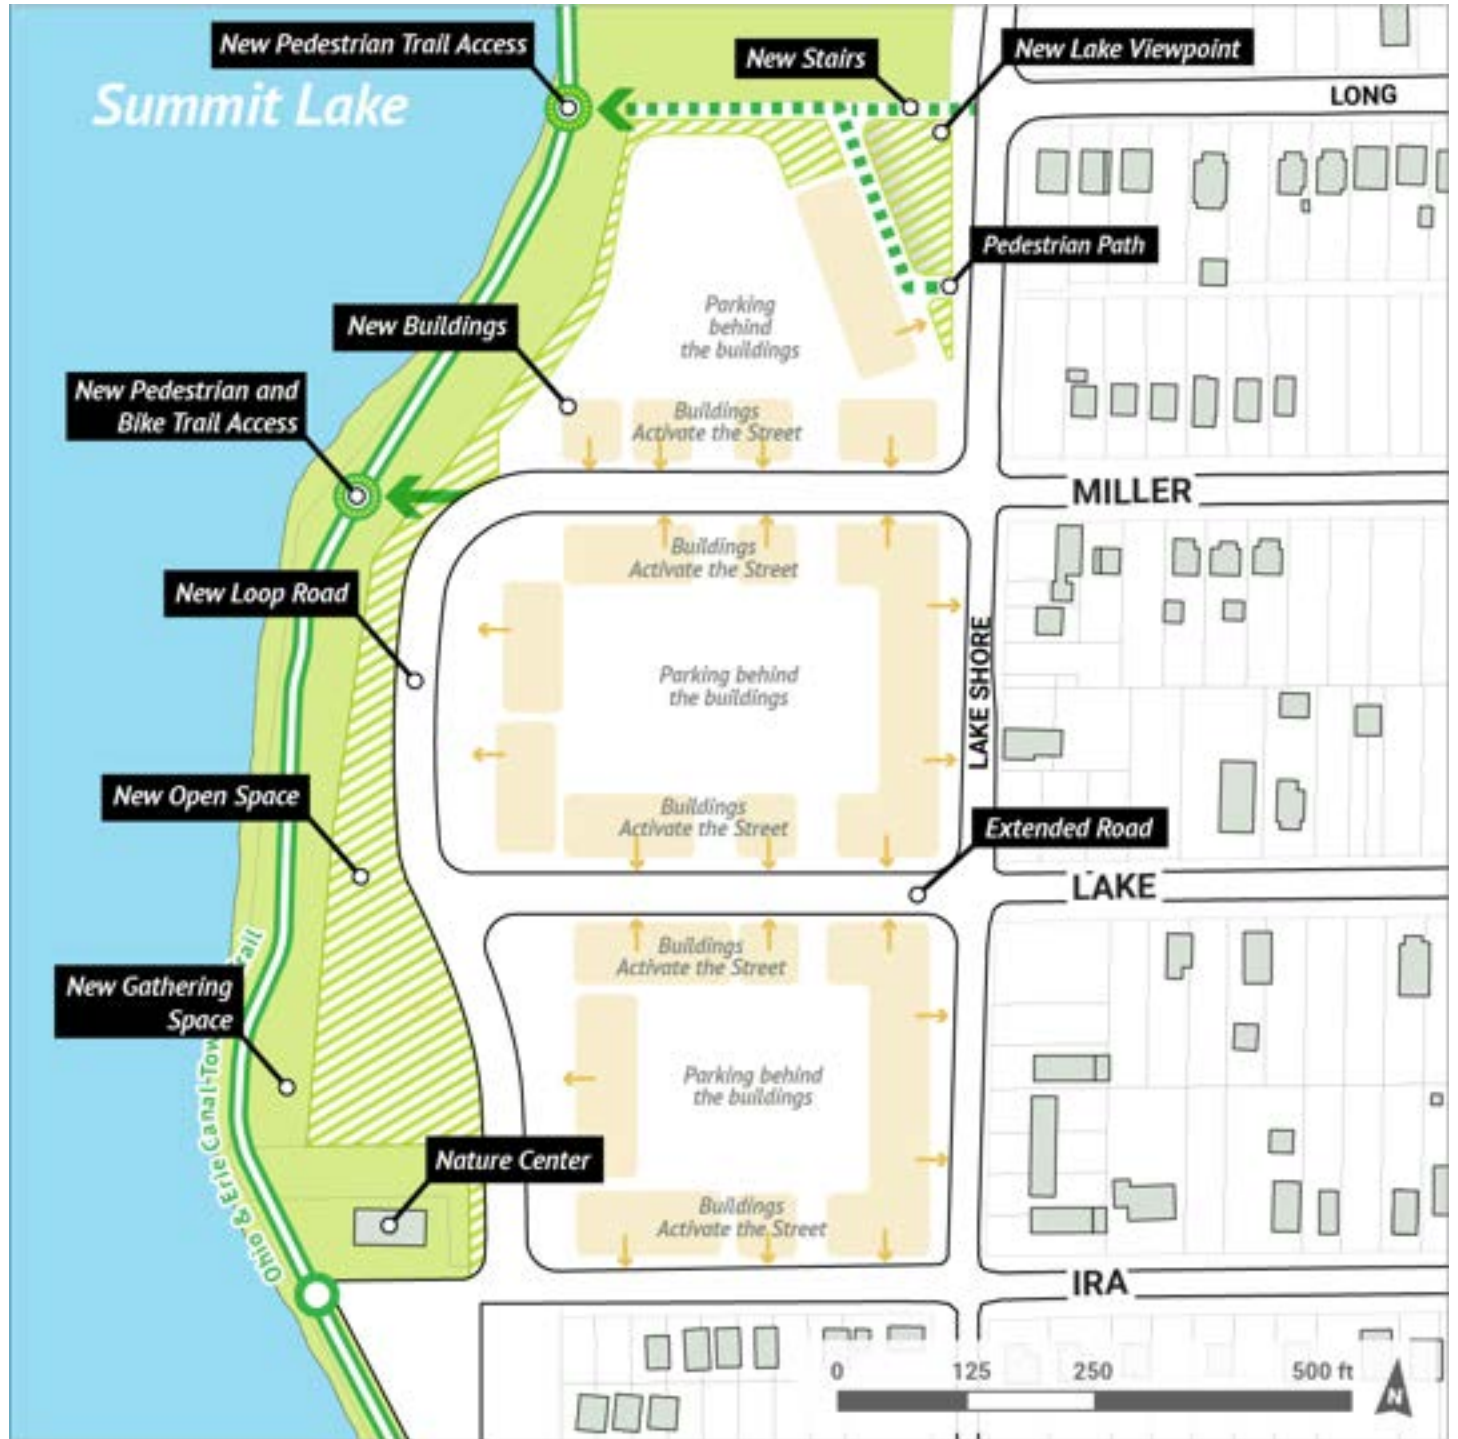 New Pedestrian Trail Access
New Stairs
New Lake Viewpoint
Summit Lake
LONG
Pedestrian Path
Parking
behind
the buildings
New Buildings
New Pedestrian and
Bike Trail Access
Buildings
Activate the Street
MILLER
Buildings
Activate the Street
New Loop Road
LAKE SHORE
Parking behind
the buildings
New Open Space
Buildings
Activate the Street
Extended Road
LAKE
Buildings
Activate the Street
New Gathering
Space
Ohio & Erie Canal Tow rail
Parking behind
the buildings
Nature Center
Buildings
Activate the Street
IRA
0 125 250 500 ft
N